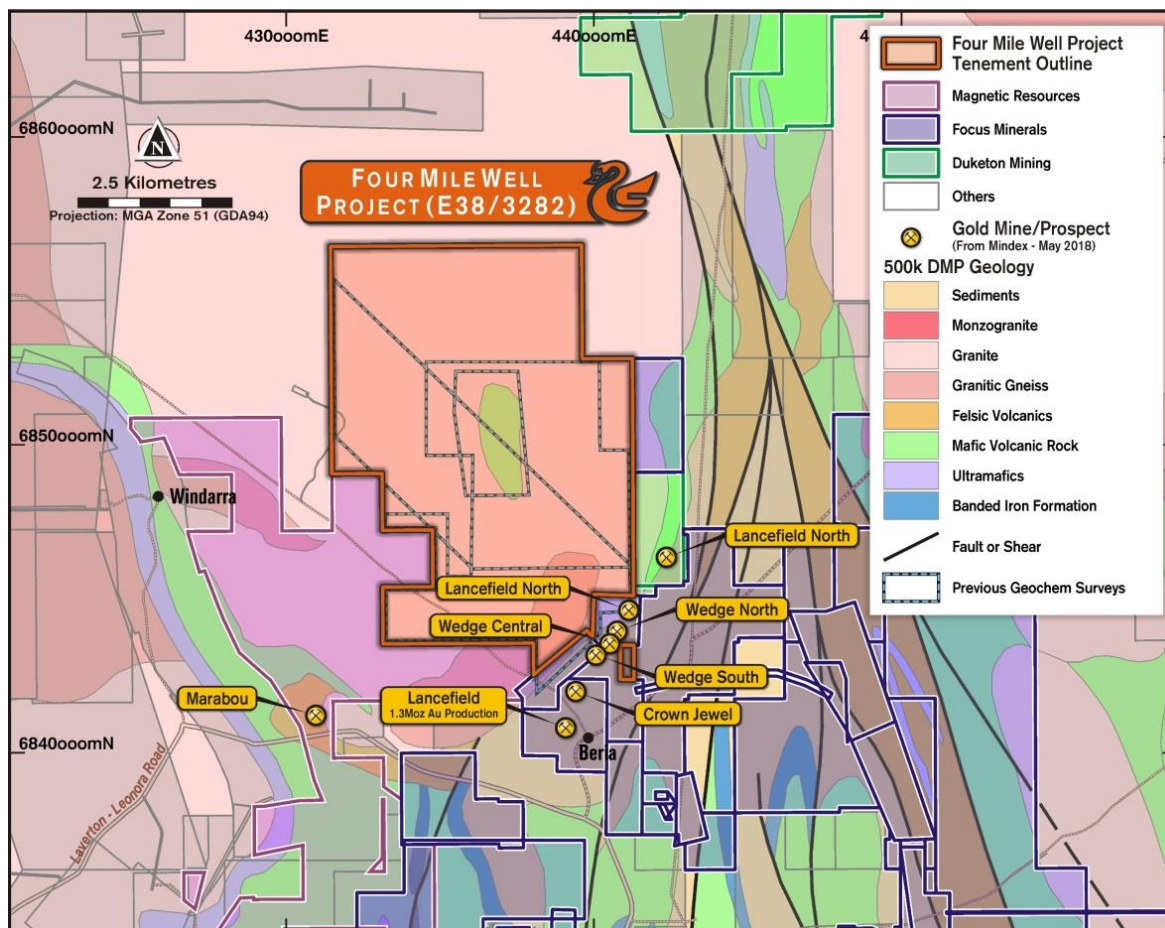 430000mE
440000mE
4
6860000mN
N
2.5 Kilometres
Projection: MGA Zone 51 (GDA94)
FOUR MILE WELL
PROJECT (E38/3282)
Four Mile Well Project
Tenement Outline
Magnetic Resources
Focus Minerals
Duketon Mining
Others
Gold Mine/Prospect
(From Mindex - May 2018)
500k DMP Geology
Sediments
Monzogranite
Granite
Granitic Gneiss
Felsic Volcanics
Mafic Volcanic Rock
Ultramafics
Banded Iron Formation
Fault or Shear
Previous Geochem Surveys
6850000mN
Windarra
Lancefield North
Lancefield North
Wedge North
Wedge Central
Wedge South
Marabou
Lancefield
1.3Moz Au Production
Crown Jewel
Beria
6840000mN
Laverton - Leonora Road